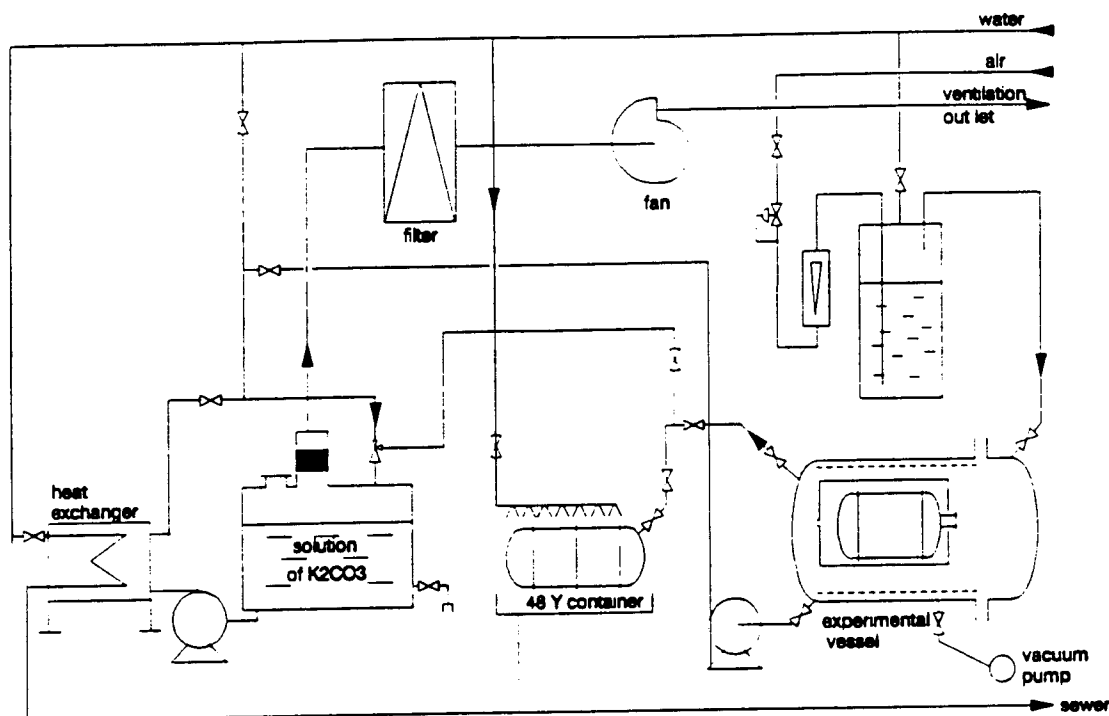 water
air
ventilation
out let
fan
filter
heat
exchanger
solution
of K2CO3
48 Y container
experimental
vessel
vacuum
pump
sewer